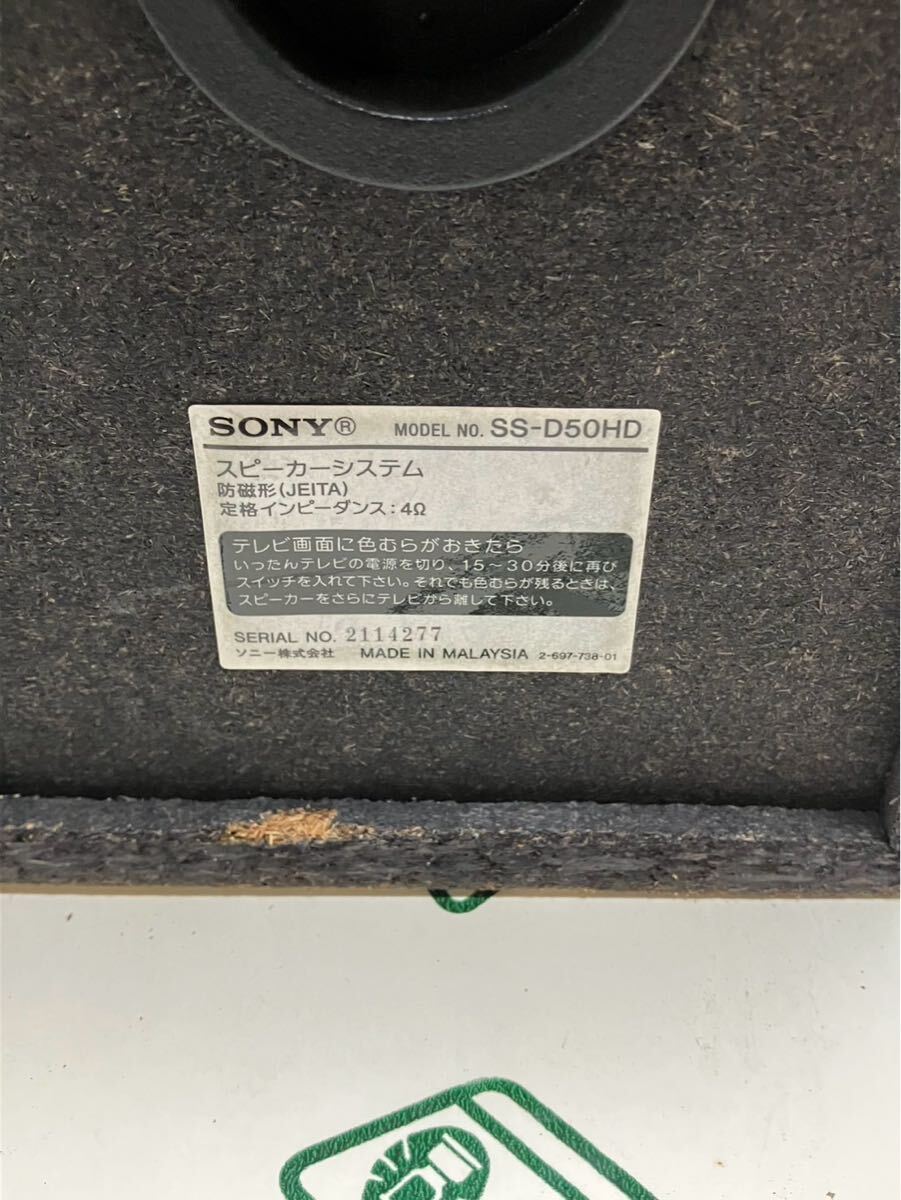 SONY® MODEL NO. SS-D50HD
スピーカーシステム
防磁形(JEITA)
定格インピーダンス:4Ω
テレビ画面に色むらがおきたら
いったんテレビの電源を切り、15~30分後に再び
スイッチを入れて下さい。それでも色むらが残るときは、
スピーカーをさらにテレビから離して下さい。
SERIAL NO. 2114277
ソニー株式会社 MADE IN MALAYSIA 2-697-738-01